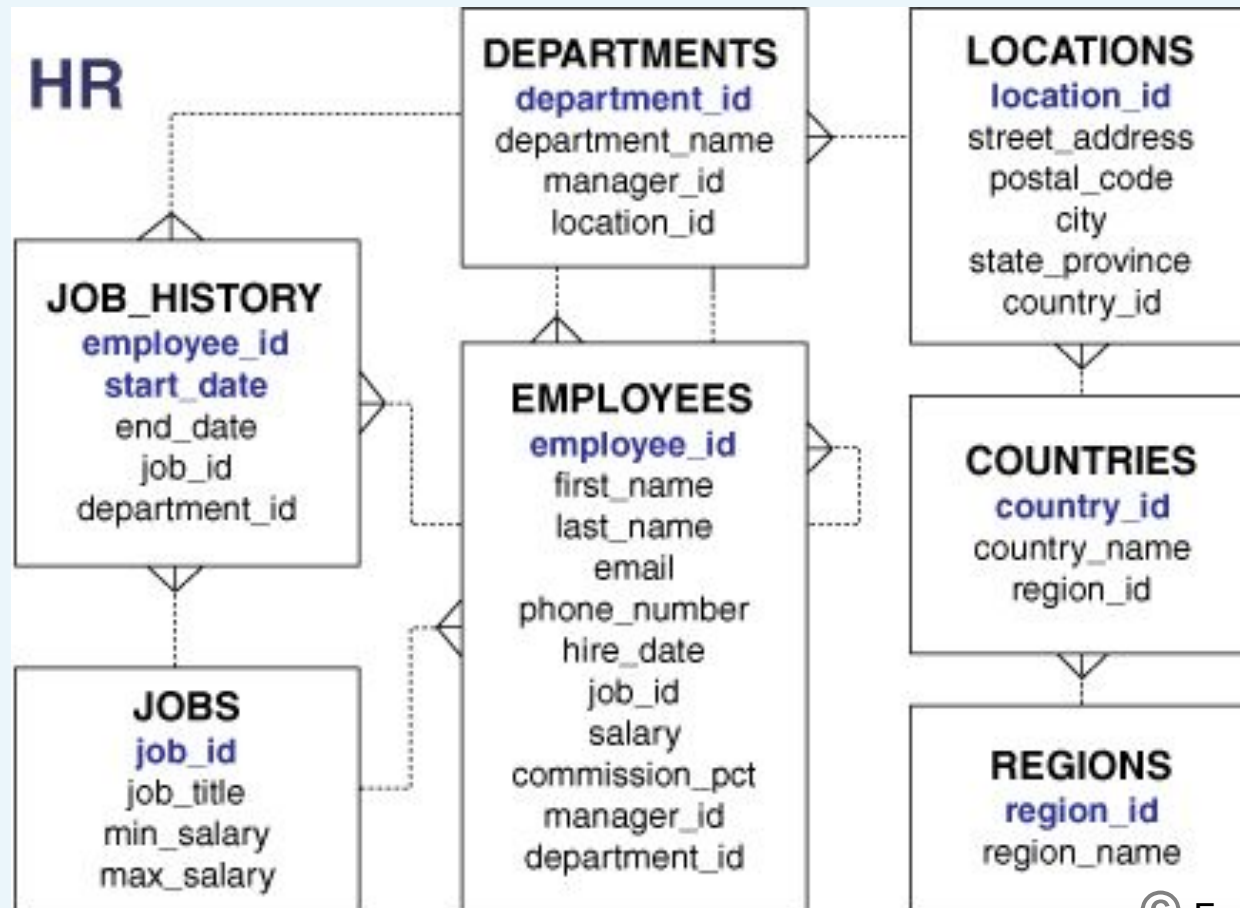 HR
DEPARTMENTS
department_id
department_name
manager_id
location_id
LOCATIONS
location_id
street_address
postal_code
city
state_province
country_id
JOB_HISTORY
employee_id
start_date
end_date
job_id
department_id
EMPLOYEES
employee_id
first_name
last_name
email
phone_number
hire_date
job_id
salary
commission_pct
manager_id
department_id
COUNTRIES
country_id
country_name
region_id
JOBS
job_id
job_title
min_salary
max_salary
REGIONS
region_id
region_name
©